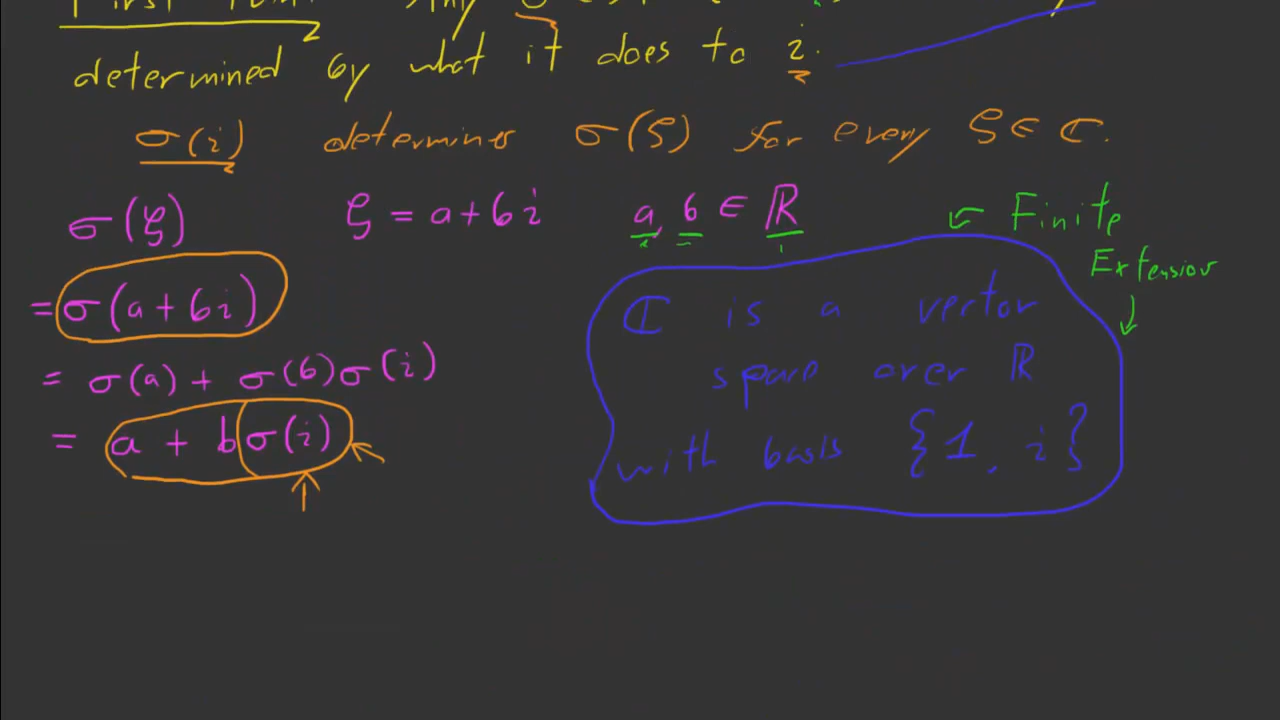 determined by what it does to i.
σ(i) determines σ(ξ) for every ξ ∈ ℂ.
σ(ξ) ξ = a + bi a, b ∈ ℝ
= σ(a + bi)
= σ(a) + σ(b)σ(i)
= a + bσ(i)
Finite
Extension
ℂ is a vector
space over ℝ
with basis {1, i}